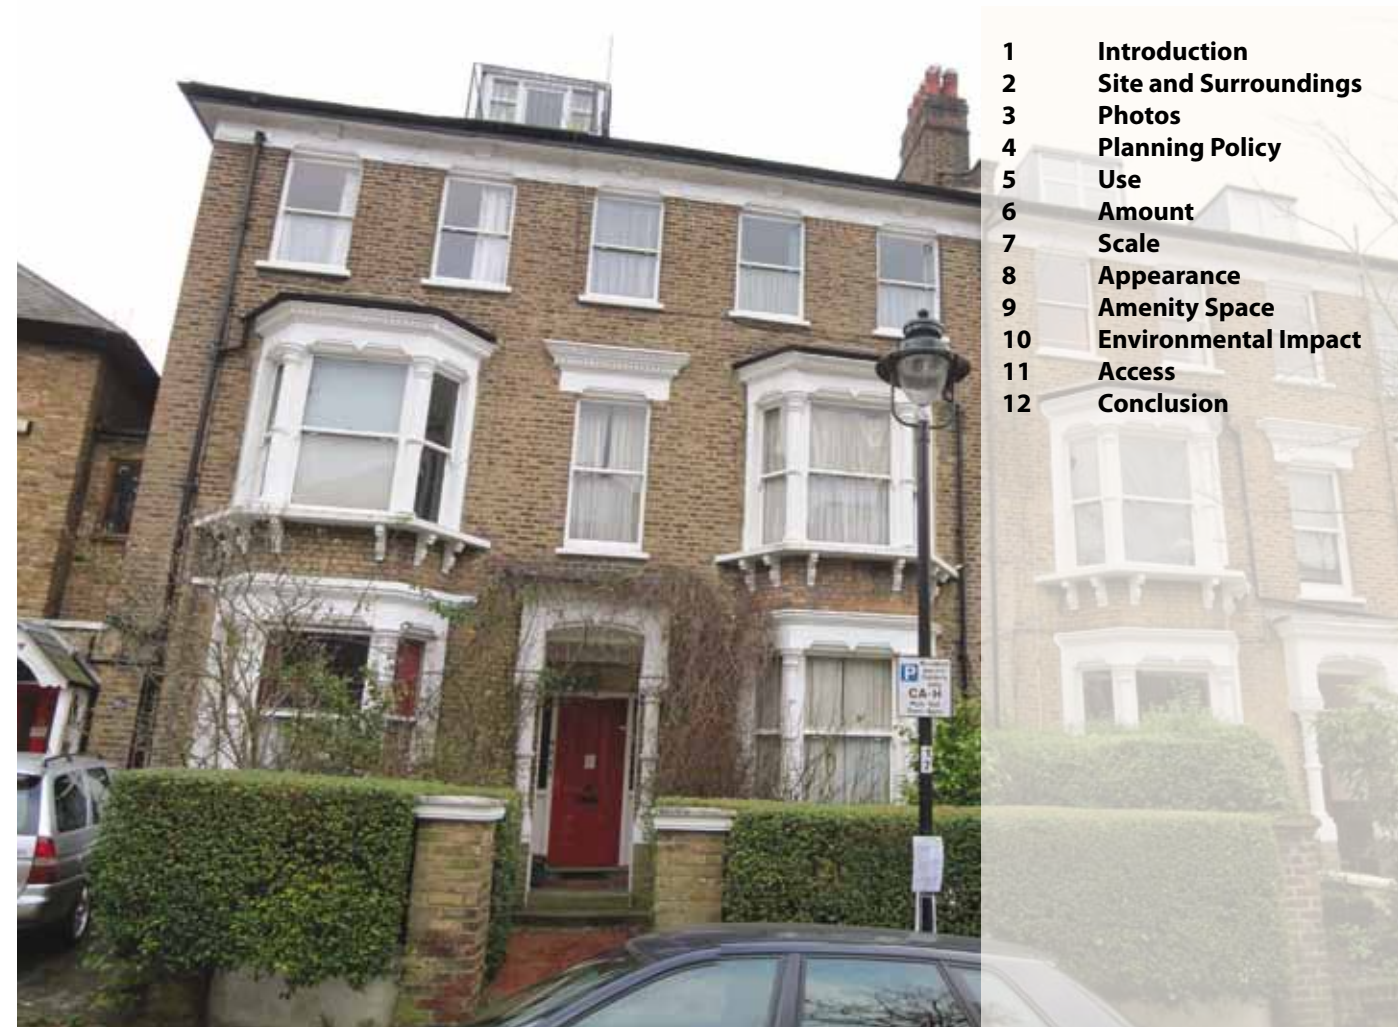 1 Introduction
2 Site and Surroundings
3 Photos
4 Planning Policy
5 Use
6 Amount
7 Scale
8 Appearance
9 Amenity Space
10 Environmental Impact
11 Access
12 Conclusion
P
CA-H